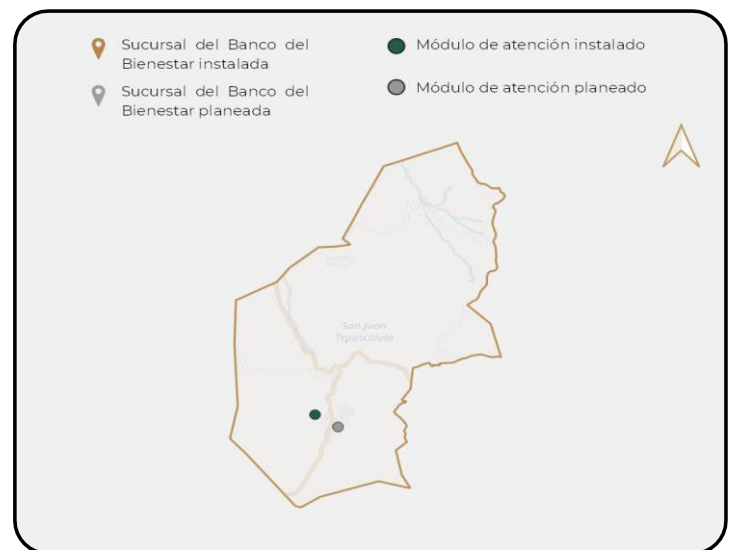 Sucursal del Banco del
Bienestar instalada
Sucursal del Banco del
Bienestar planeada
Módulo de atención instalado
Módulo de atención planeado
San Juan
Teposcolula